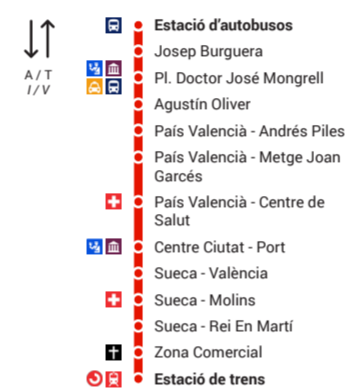 Estació d'autobusos
Josep Burguera
A / T
I / V
Pl. Doctor José Mongrell
Agustín Oliver
País Valencià - Andrés Piles
País Valencià - Metge Joan
Garcés
País Valencià - Centre de
Salut
Centre Ciutat - Port
Sueca - València
Sueca - Molins
Sueca - Rei En Martí
Zona Comercial
Estació de trens